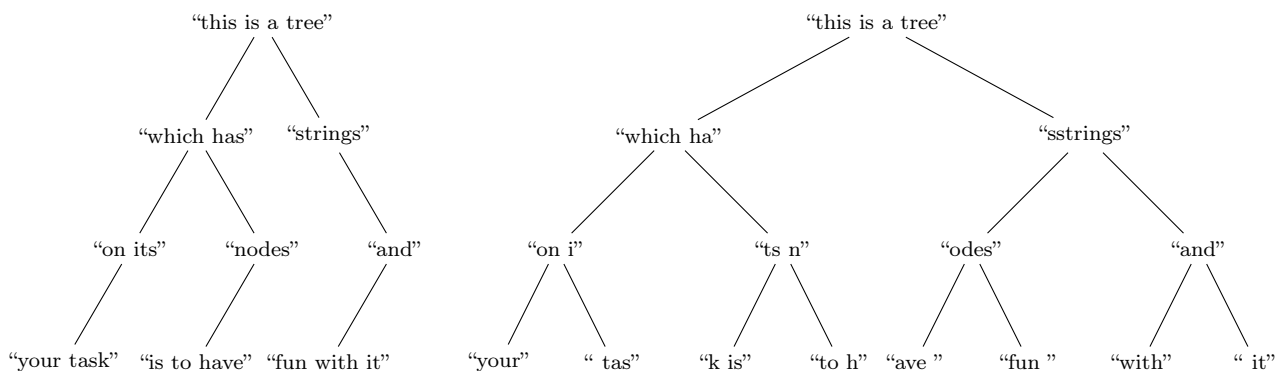 “this is a tree” “this is a tree”
“which has” “strings” “which ha” “sstrings”
“on its” “nodes” “and” “on i” “ts n” “odes” “and”
“your task” “is to have” “fun with it” “your” “ tas” “k is” “to h” “ave ” “fun ” “with” “ it”